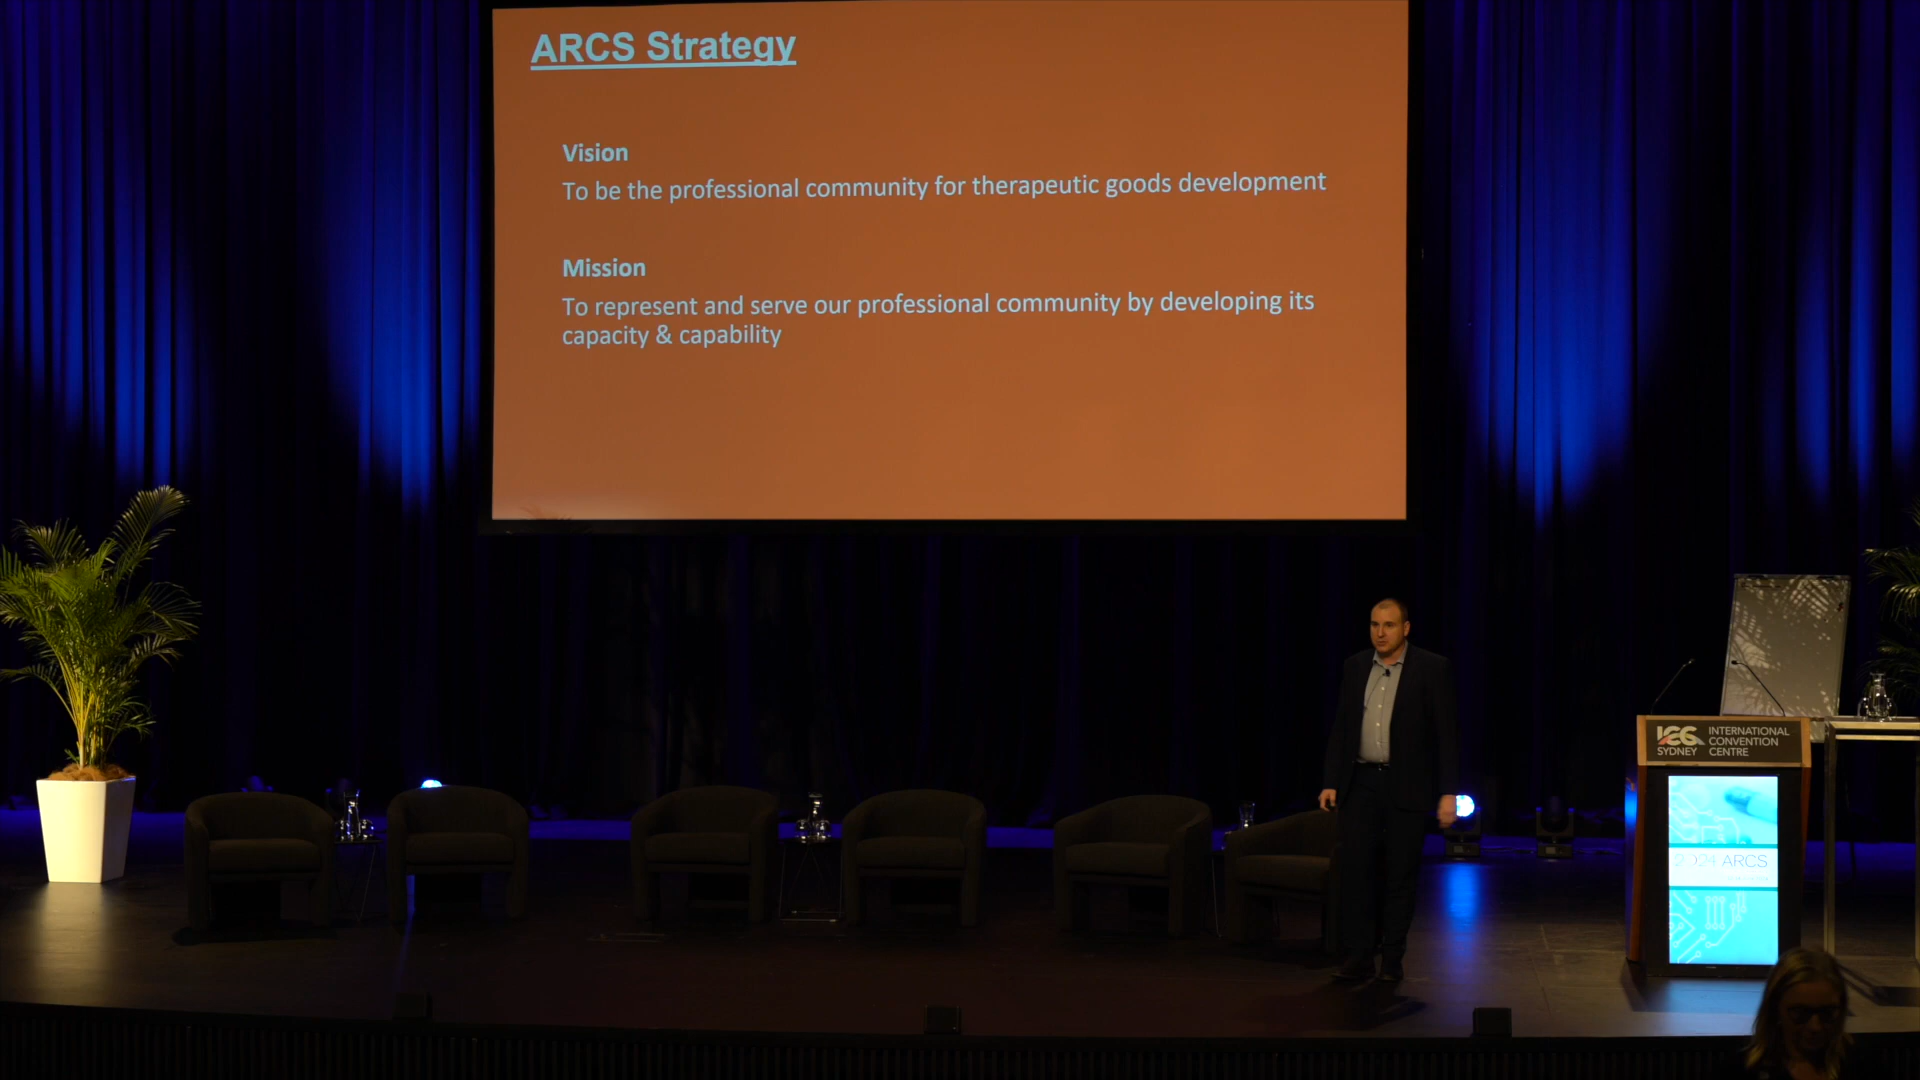 ARCS Strategy
Vision
To be the professional community for therapeutic goods development
Mission
To represent and serve our professional community by developing its
capacity & capability
ICC
SYDNEY
INTERNATIONAL
CONVENTION
CENTRE
2024 ARCS